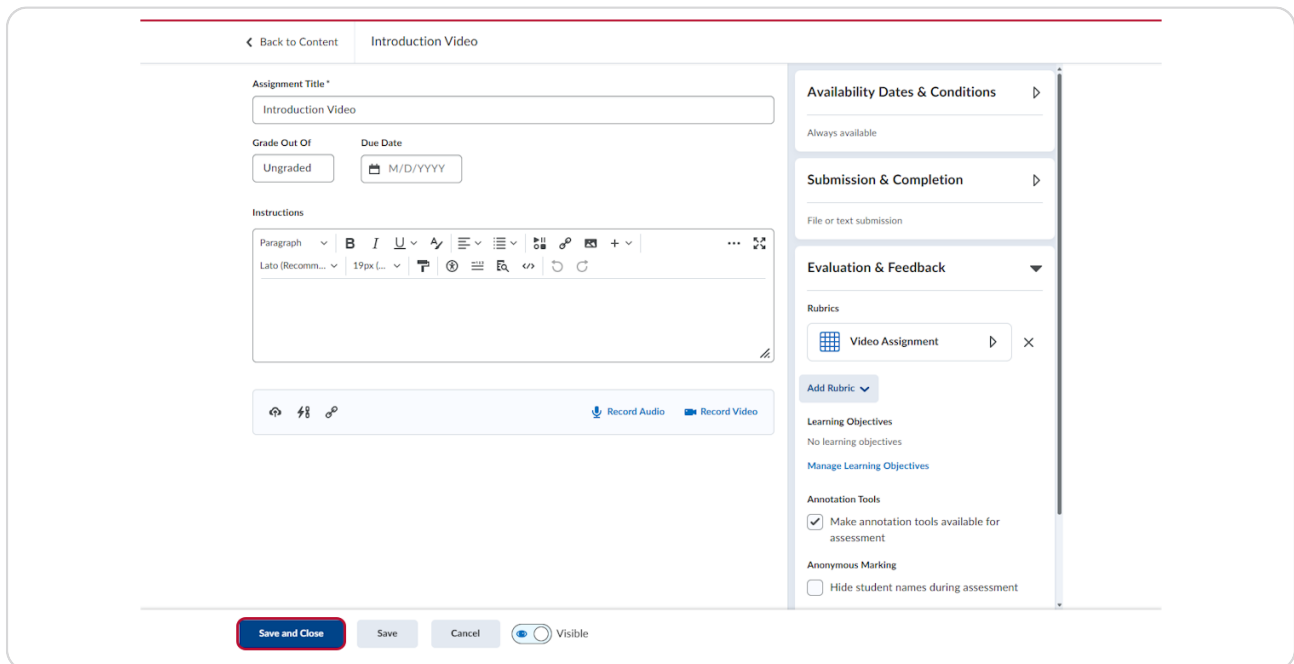 Back to Content
Introduction Video
Assignment Title *
Introduction Video
Grade Out Of Due Date
Ungraded M/D/YYYY
Instructions
Paragraph B I U
Lato (Recomm... 19px (...
Record Audio Record Video
Availability Dates & Conditions
Always available
Submission & Completion
File or text submission
Evaluation & Feedback
Rubrics
Video Assignment
Add Rubric
Learning Objectives
No learning objectives
Manage Learning Objectives
Annotation Tools
Make annotation tools available for
assessment
Anonymous Marking
Hide student names during assessment
Save and Close Save Cancel Visible